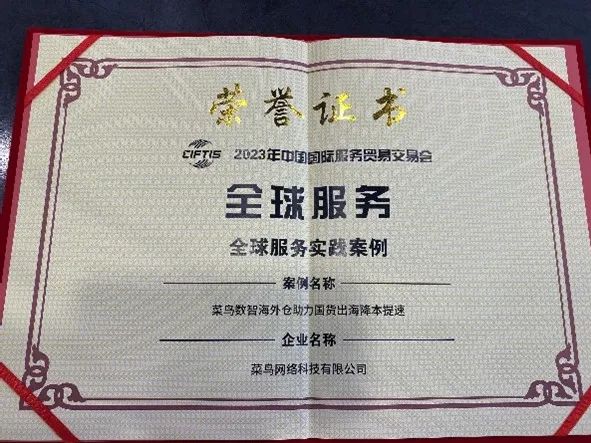 荣誉证书
CIFTIS 2023年中国国际服务贸易交易会
全球服务
全球服务实践案例
案例名称
菜鸟数智海外仓助力国货出海降本提速
企业名称
菜鸟网络科技有限公司